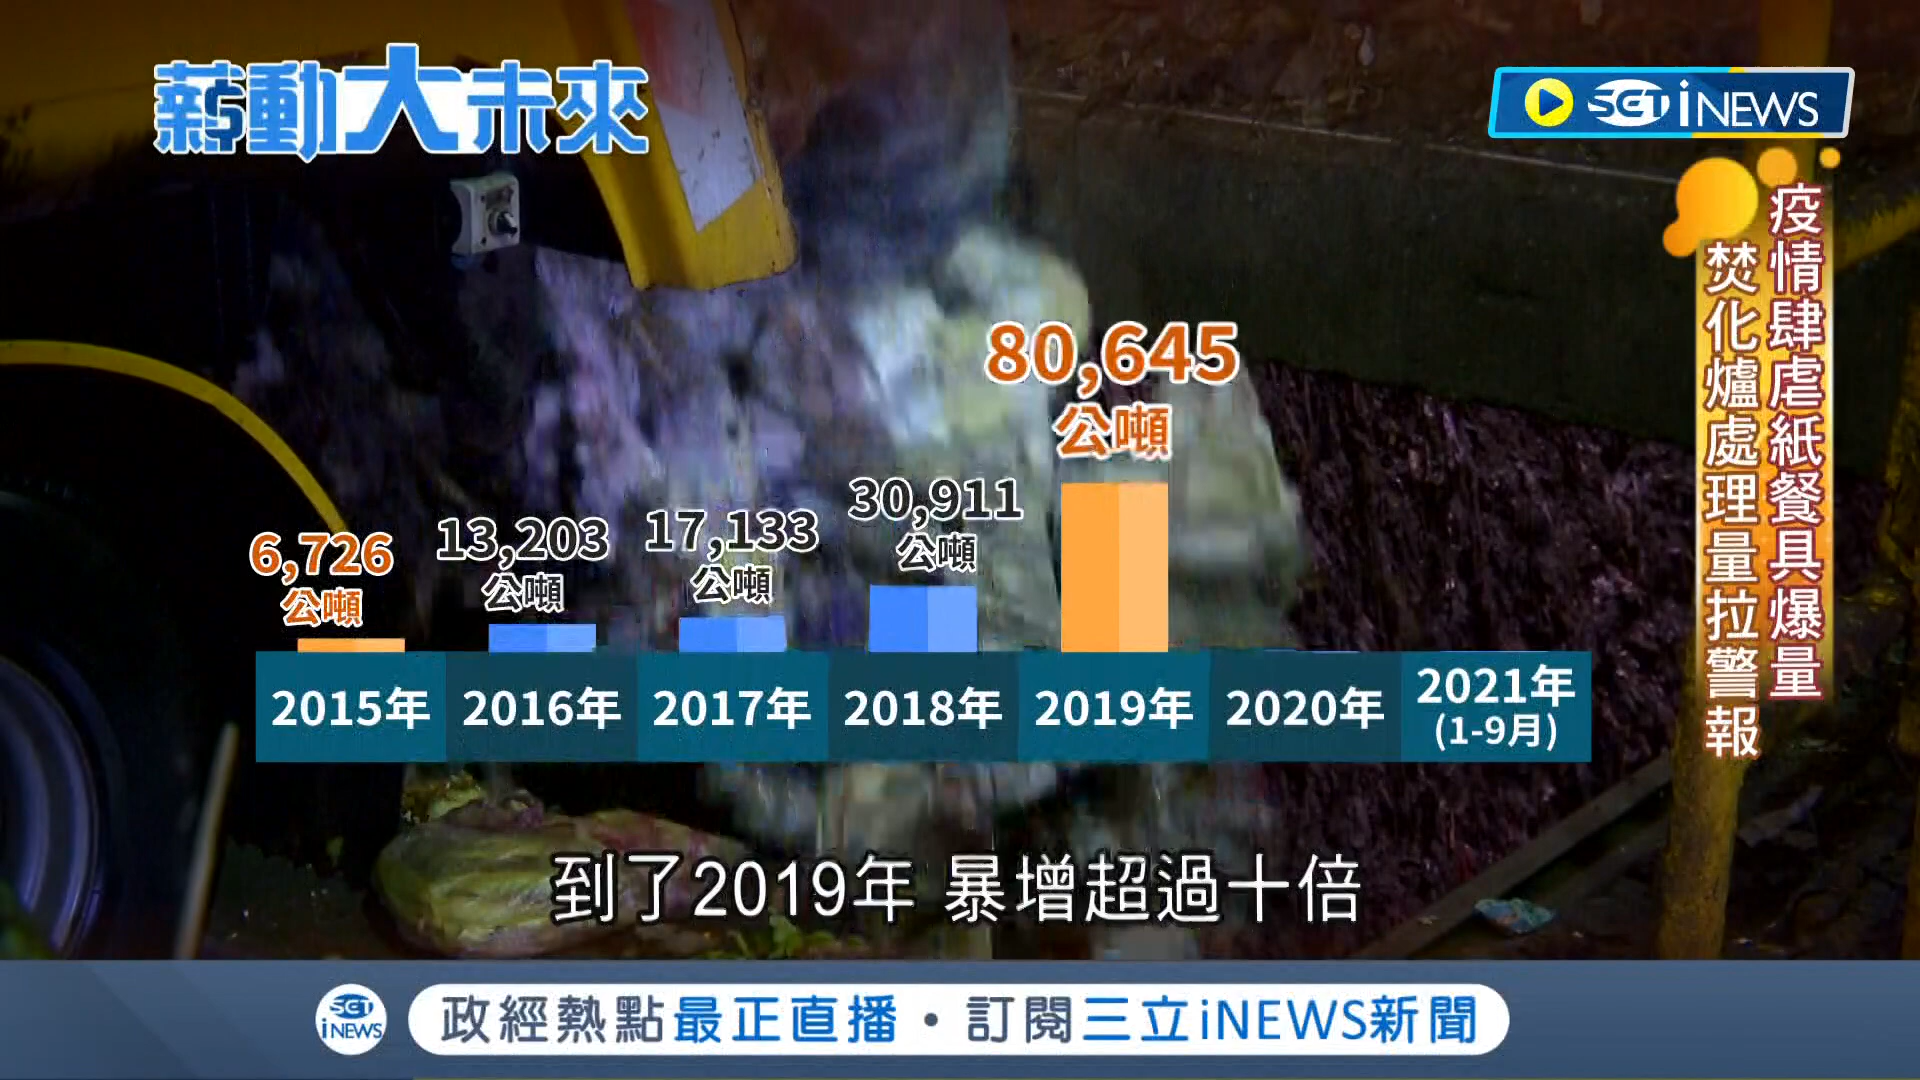 薪動大未來
SET iNEWS
疫情肆虐紙餐具爆量
焚化爐處理量拉警報
80,645
公噸
30,911
公噸
17,133
公噸
13,203
公噸
6,726
公噸
2015年 2016年 2017年 2018年 2019年 2020年 2021年
(1-9月)
到了2019年 暴增超過十倍
SET
iNEWS
政經熱點最正直播・訂閱三立iNEWS新聞